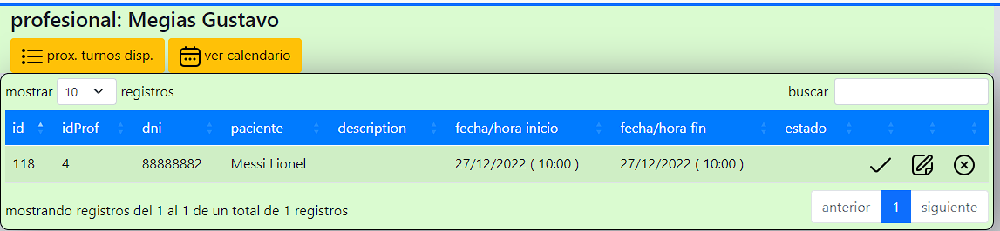 profesional: Megias Gustavo
prox. turnos disp. ver calendario
mostrar 10 registros buscar
id idProf dni paciente description fecha/hora inicio fecha/hora fin estado
118 4 88888882 Messi Lionel 27/12/2022 ( 10:00 ) 27/12/2022 ( 10:00 )
mostrando registros del 1 al 1 de un total de 1 registros anterior 1 siguiente